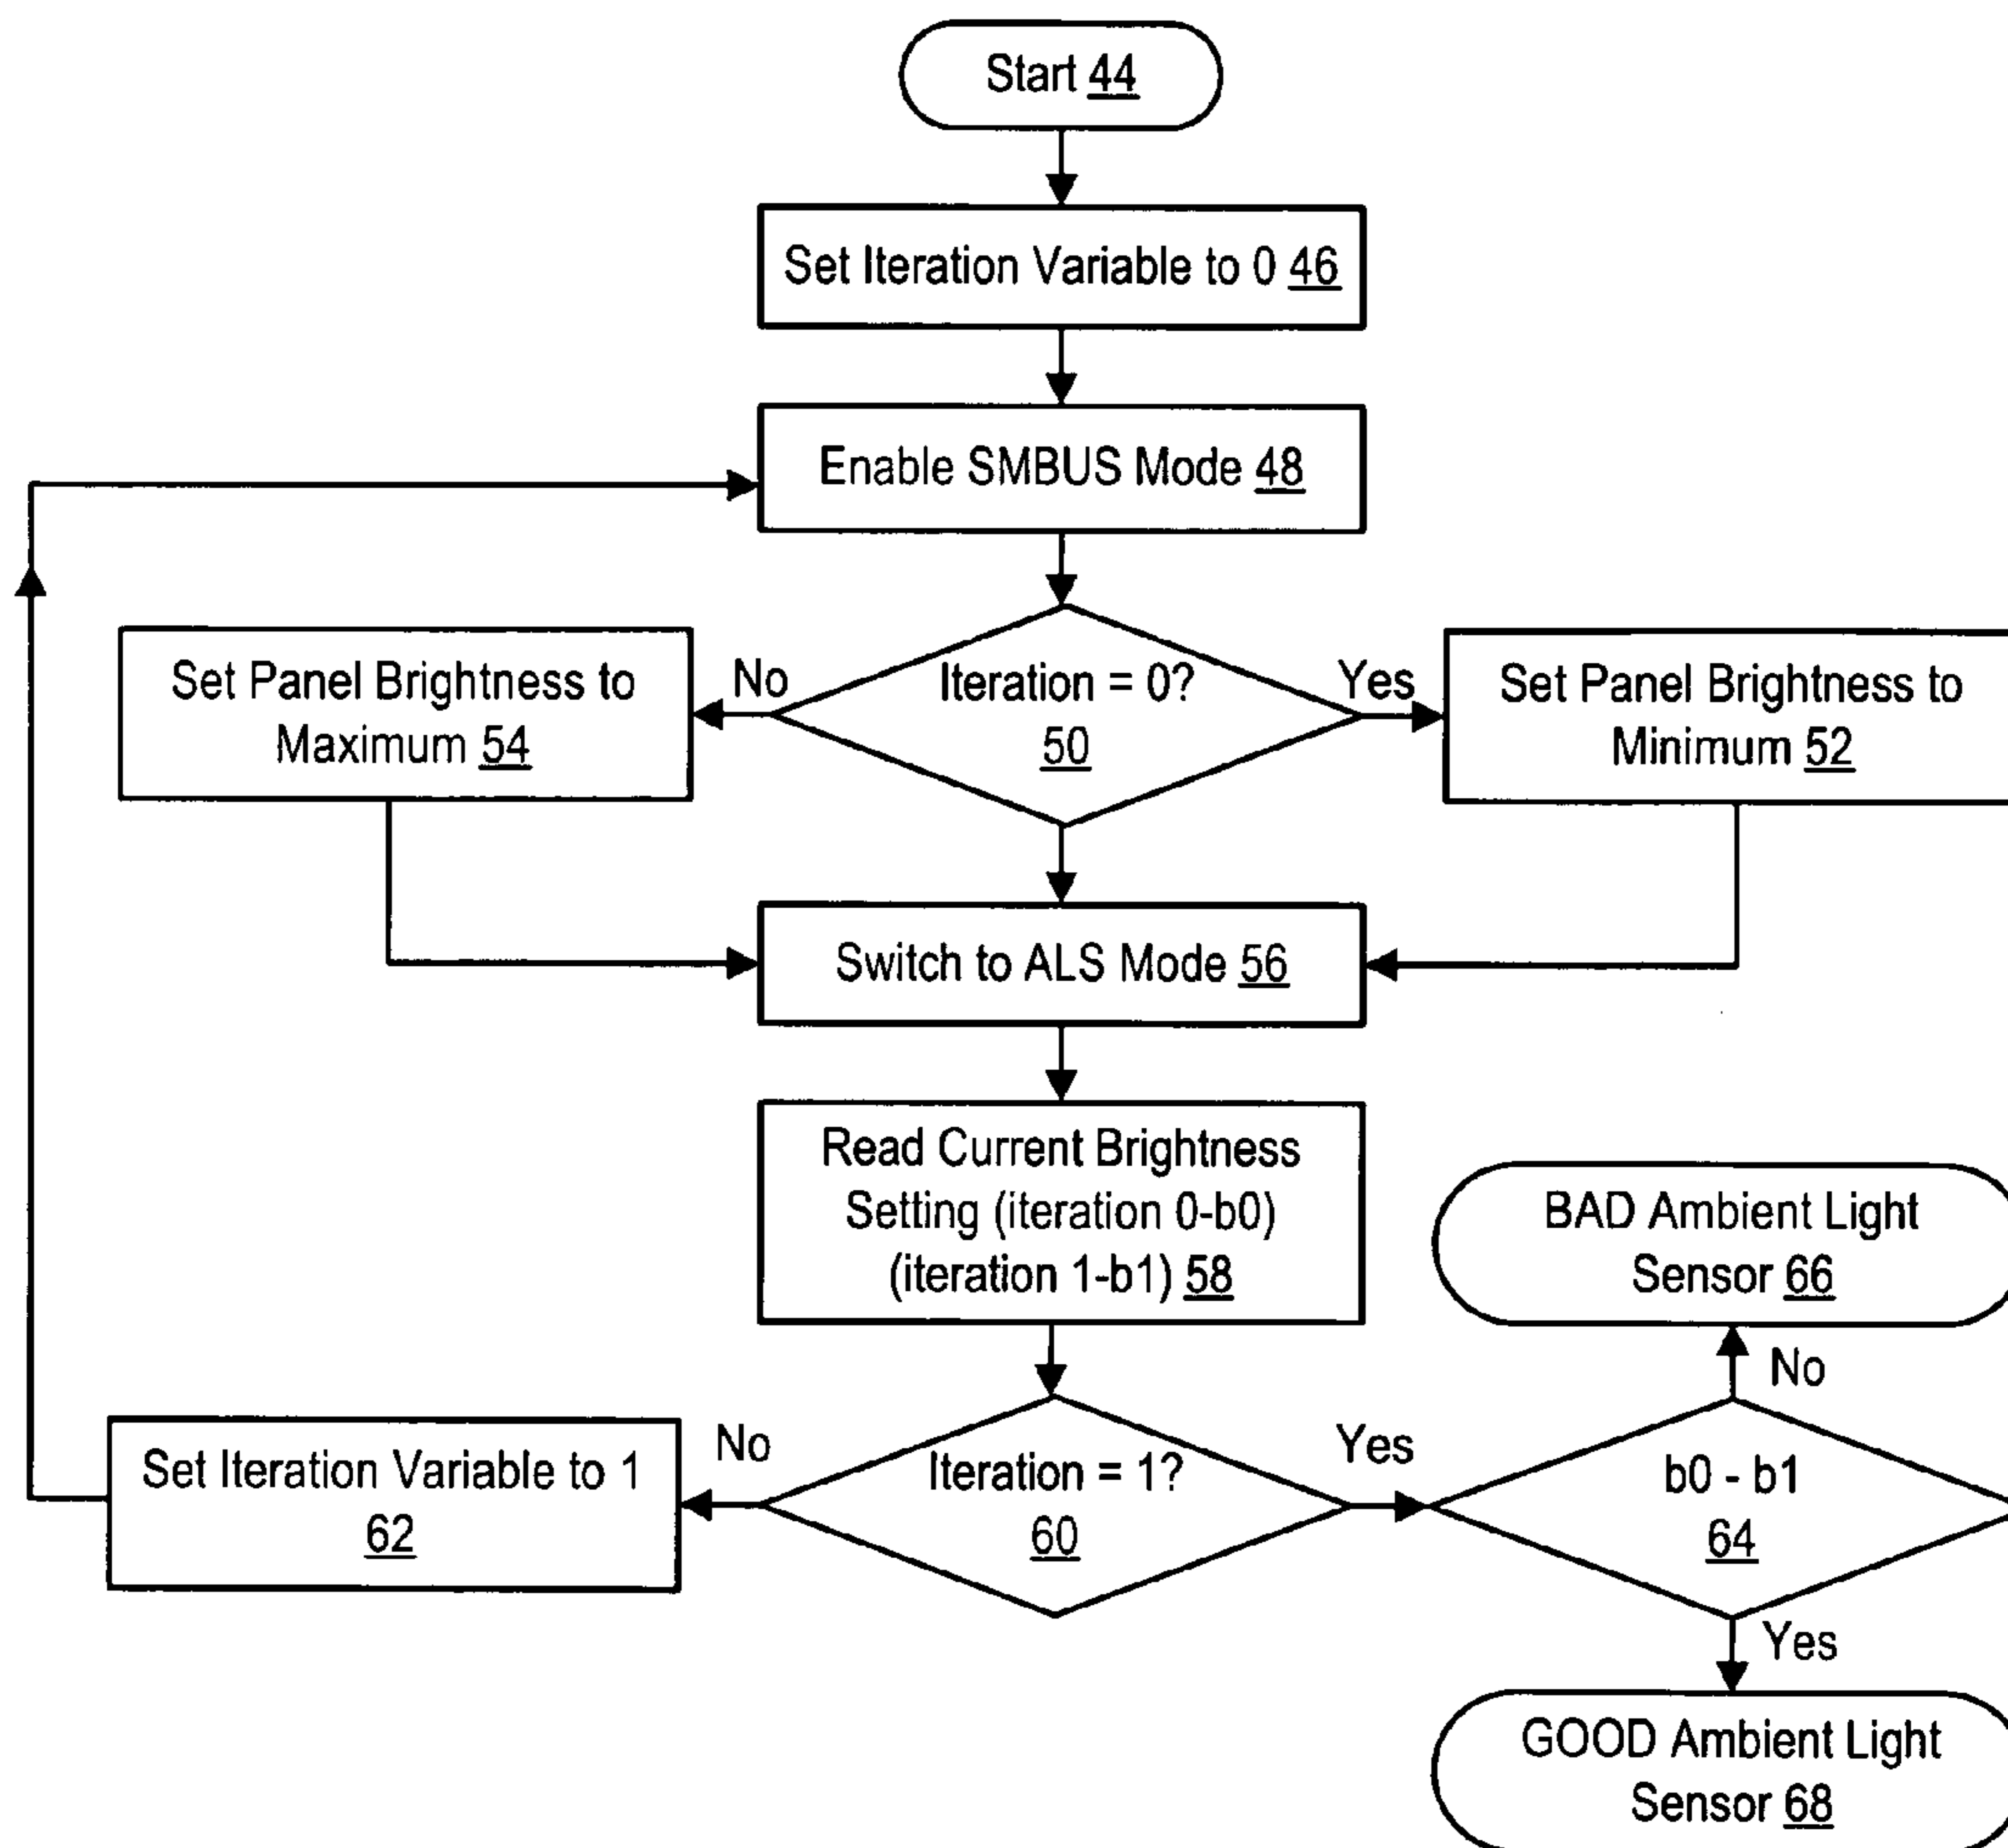 Start 44
Set Iteration Variable to 0 46
Enable SMBUS Mode 48
Set Panel Brightness to
Maximum 54
No
Iteration = 0?
50
Yes
Set Panel Brightness to
Minimum 52
Switch to ALS Mode 56
Read Current Brightness
Setting (iteration 0-b0)
(iteration 1-b1) 58
BAD Ambient Light
Sensor 66
No
Set Iteration Variable to 1
62
No
Iteration = 1?
60
Yes
b0 - b1
64
Yes
GOOD Ambient Light
Sensor 68